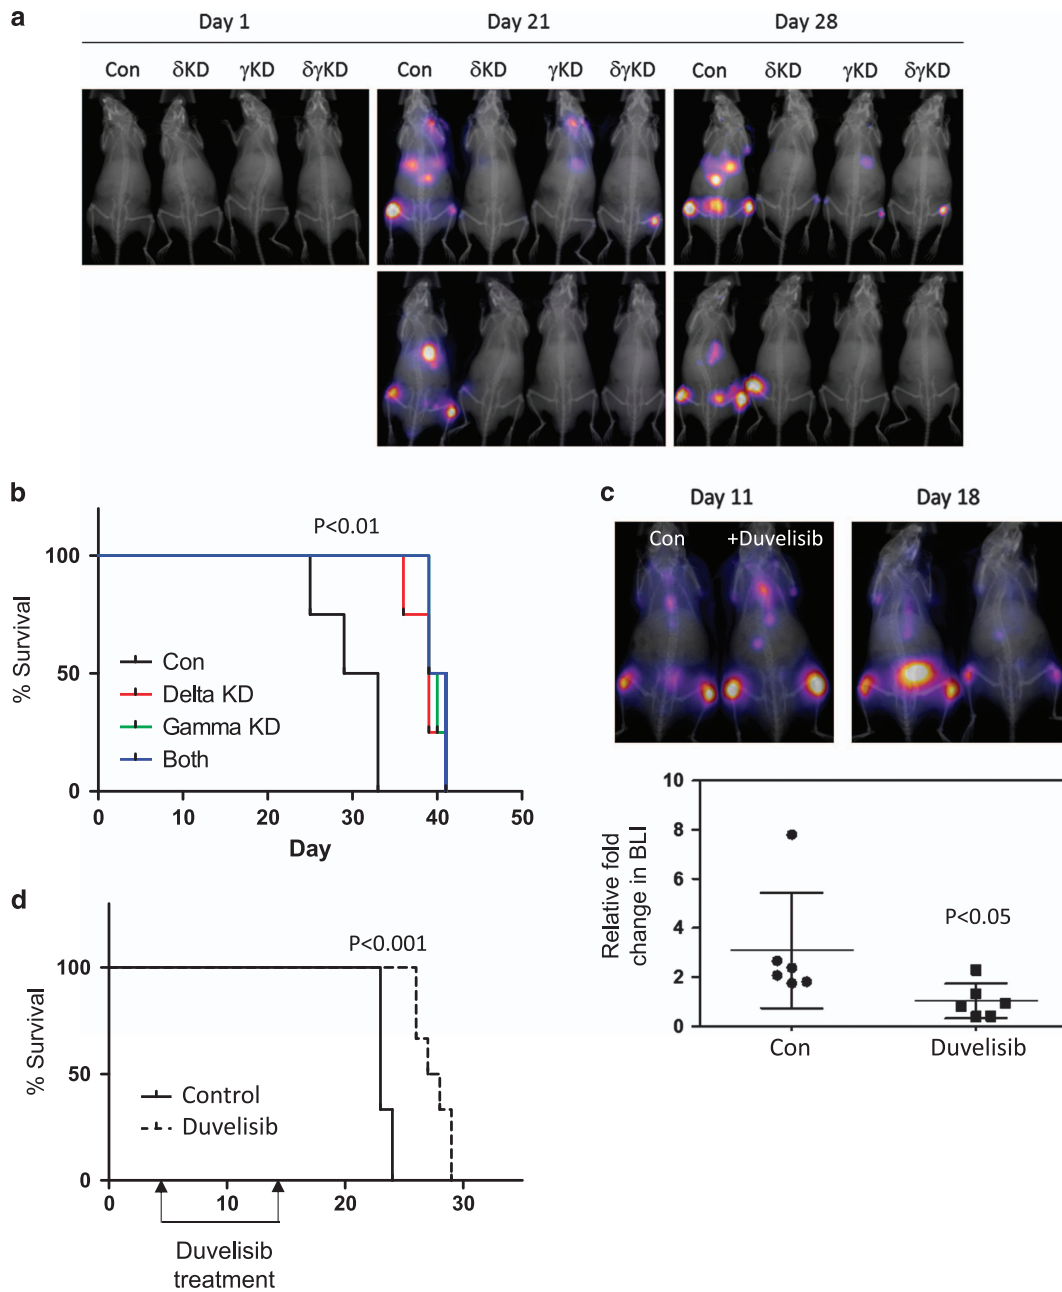 a
Day 1 Day 21 Day 28
Con δKD γKD δγKD Con δKD γKD δγKD Con δKD γKD δγKD
b
P<0.01
% Survival
100
50
0
Con
Delta KD
Gamma KD
Both
0 10 20 30 40 50
Day
c
Day 11 Day 18
Con +Duvelisib
Relative fold
change in BLI
10
8
6
4
2
0
P<0.05
Con Duvelisib
d
P<0.001
% Survival
100
50
0
Control
Duvelisib
0 10 20 30
Duvelisib
treatment